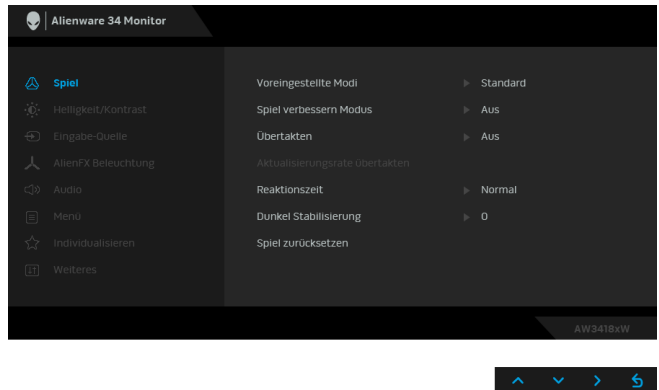 Alienware 34 Monitor
Spiel
Helligkeit/Kontrast
Eingabe-Quelle
AlienFX Beleuchtung
Audio
Menü
Individualisieren
Weiteres
Voreingestellte Modi Standard
Spiel verbessern Modus Aus
Übertakten Aus
Aktualisierungsrate übertakten
Reaktionszeit Normal
Dunkel Stabilisierung 0
Spiel zurücksetzen
AW3418xW